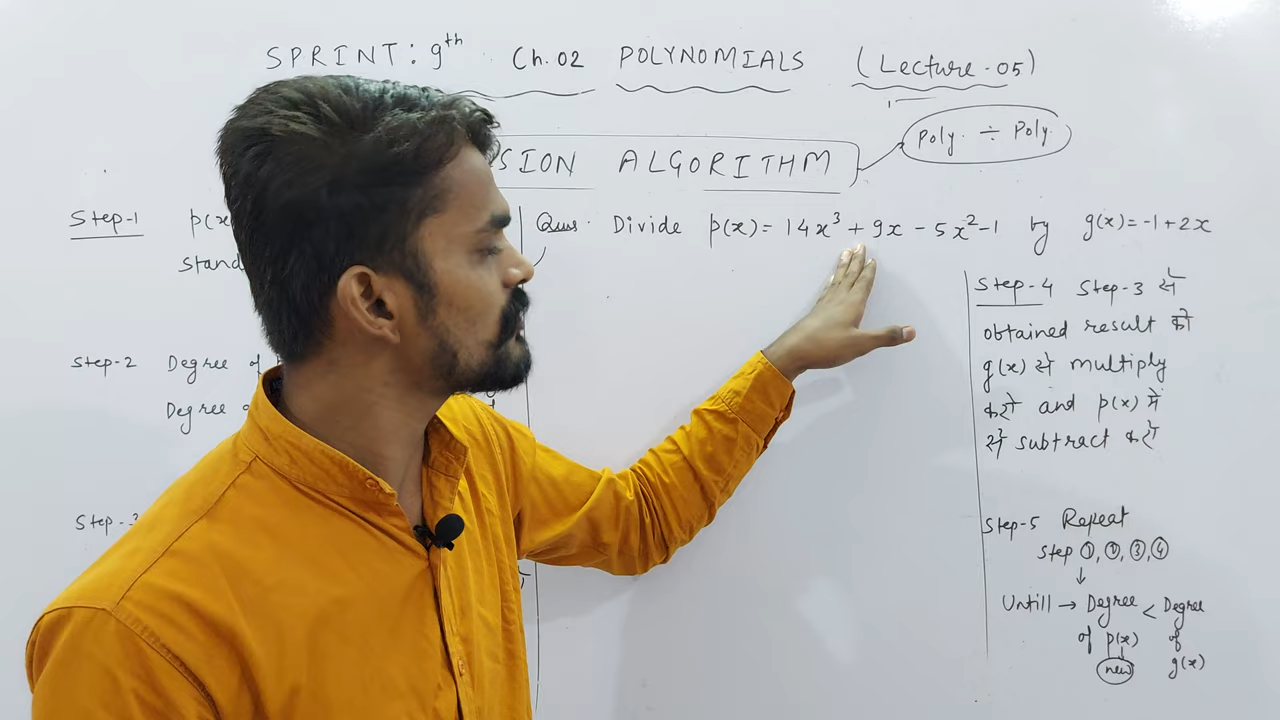 SPRINT: 9th Ch. 02 POLYNOMIALS (Lecture-05)
SION ALGORITHM
Poly. ÷ Poly.
Step-1 p(x
Stand
Step-2 Degree of
Degree o
Step-3
Ques. Divide p(x) = 14x³ + 9x - 5x² - 1 by g(x) = -1 + 2x
Step-4 Step-3 से
obtained result को
g(x) से multiply
करो and p(x) में
से subtract करें
Step-5 Repeat
Step ①, ②, ③, ④
↓
Untill → Degree < Degree
of p(x) of
new g(x)